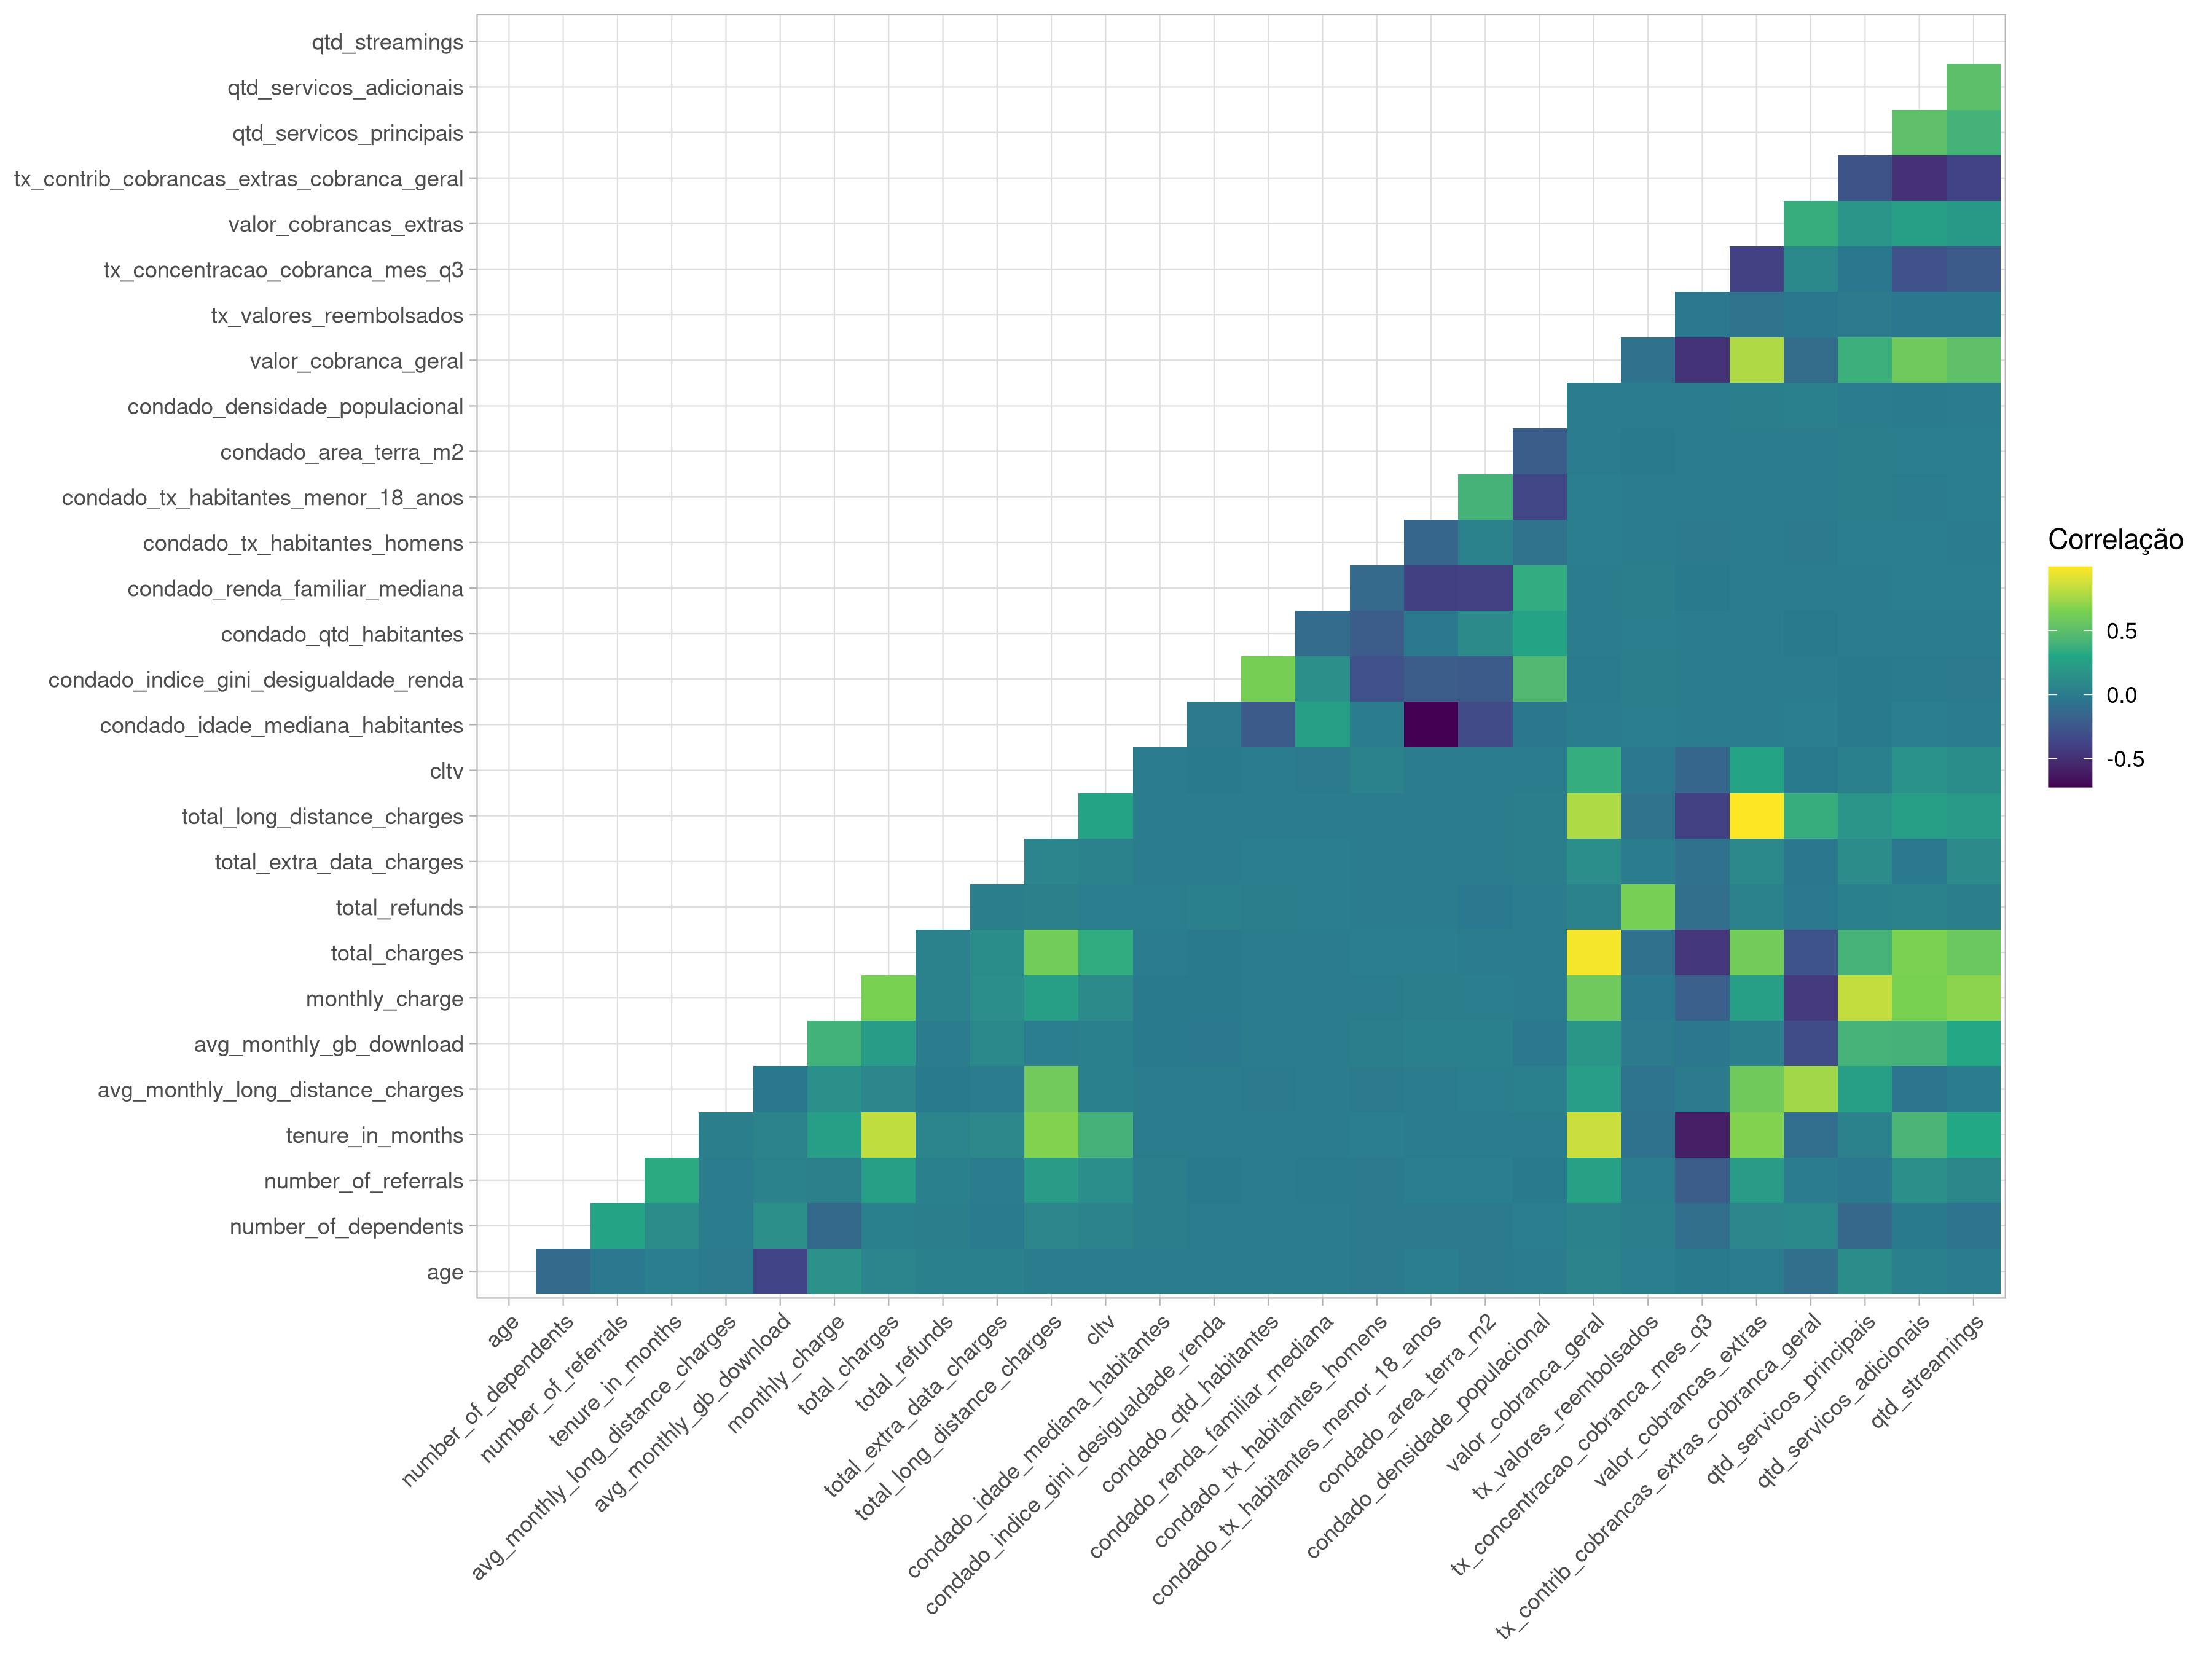 qtd_streamings
qtd_servicos_adicionais
qtd_servicos_principais
tx_contrib_cobrancas_extras_cobranca_geral
valor_cobrancas_extras
tx_concentracao_cobranca_mes_q3
tx_valores_reembolsados
valor_cobranca_geral
condado_densidade_populacional
condado_area_terra_m2
condado_tx_habitantes_menor_18_anos
condado_tx_habitantes_homens
condado_renda_familiar_mediana
condado_qtd_habitantes
condado_indice_gini_desigualdade_renda
condado_idade_mediana_habitantes
cltv
total_long_distance_charges
total_extra_data_charges
total_refunds
total_charges
monthly_charge
avg_monthly_gb_download
avg_monthly_long_distance_charges
tenure_in_months
number_of_referrals
number_of_dependents
age
age
number_of_dependents
number_of_referrals
tenure_in_months
avg_monthly_long_distance_charges
avg_monthly_gb_download
monthly_charge
total_charges
total_refunds
total_extra_data_charges
total_long_distance_charges
cltv
condado_idade_mediana_habitantes
condado_indice_gini_desigualdade_renda
condado_qtd_habitantes
condado_renda_familiar_mediana
condado_tx_habitantes_homens
condado_tx_habitantes_menor_18_anos
condado_area_terra_m2
condado_densidade_populacional
valor_cobranca_geral
tx_valores_reembolsados
tx_concentracao_cobranca_mes_q3
valor_cobrancas_extras
tx_contrib_cobrancas_extras_cobranca_geral
qtd_servicos_principais
qtd_servicos_adicionais
qtd_streamings
Correlação
0.5
0.0
-0.5